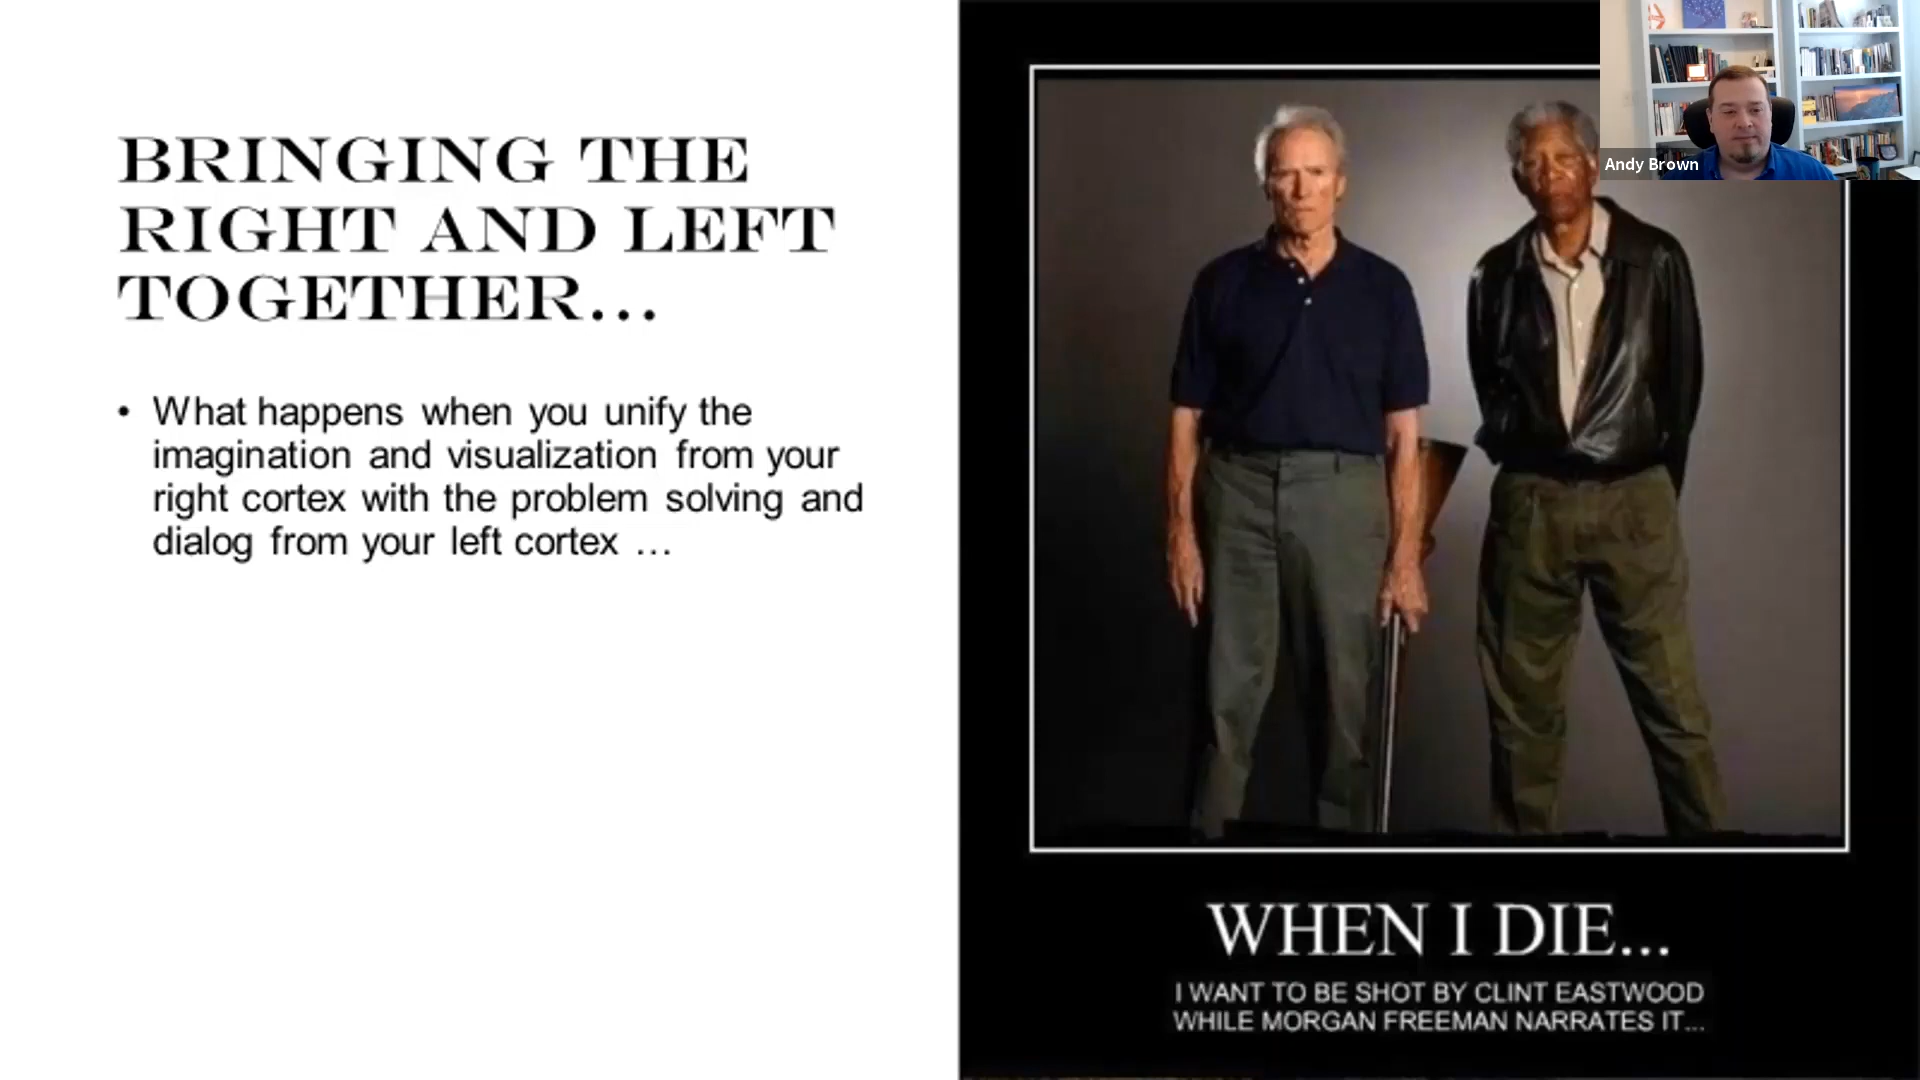 BRINGING THE
RIGHT AND LEFT
TOGETHER...
• What happens when you unify the
imagination and visualization from your
right cortex with the problem solving and
dialog from your left cortex ...
Andy Brown
WHEN I DIE...
I WANT TO BE SHOT BY CLINT EASTWOOD
WHILE MORGAN FREEMAN NARRATES IT...